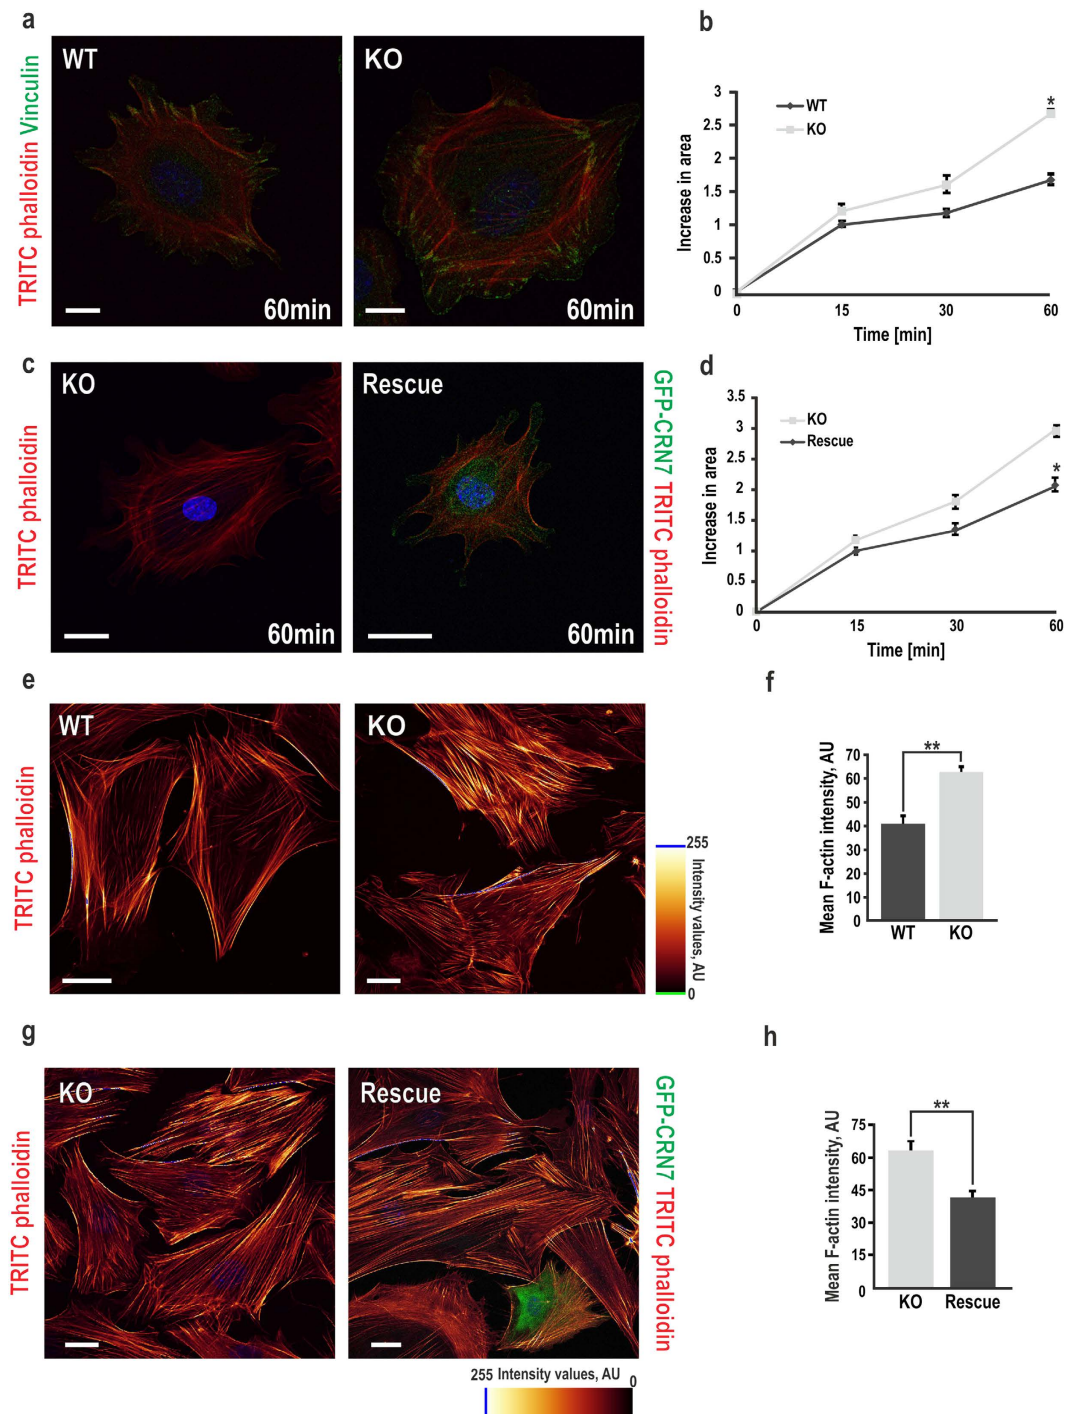 a
TRITC phalloidin Vinculin
WT
60min
KO
60min
b
3
2.5
2
1.5
1
0.5
0
Increase in area
WT
KO
*
0 15 30 60
Time [min]
c
TRITC phalloidin
KO
60min
Rescue
60min
GFP-CRN7 TRITC phalloidin
d
3.5
3
2.5
2
1.5
1
0.5
0
Increase in area
KO
Rescue
*
0 15 30 60
Time [min]
e
TRITC phalloidin
WT
KO
255
Intensity values, AU
0
f
Mean F-actin intensity, AU
70
60
50
40
30
20
10
0
**
WT KO
g
TRITC phalloidin
KO
Rescue
GFP-CRN7 TRITC phalloidin
255 Intensity values, AU 0
h
Mean F-actin intensity, AU
75
60
45
30
15
0
**
KO Rescue